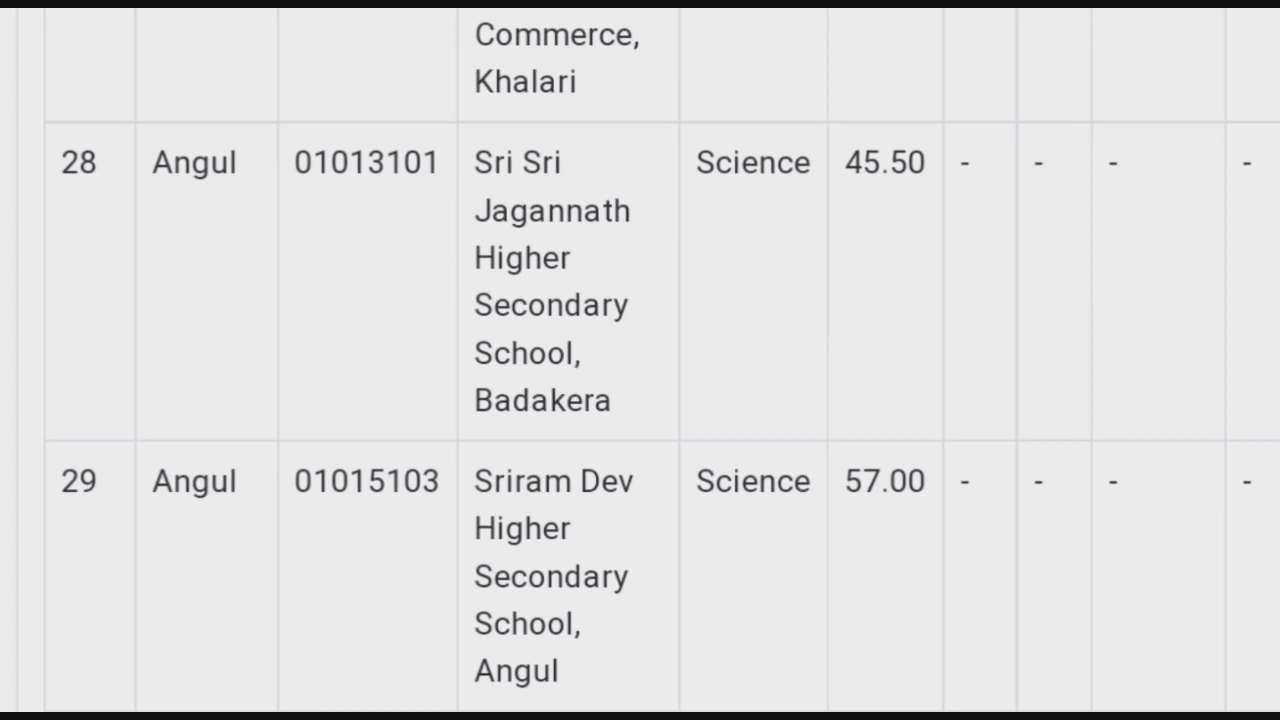 Commerce,
Khalari
28 Angul 01013101 Sri Sri Science 45.50 - - - -
Jagannath
Higher
Secondary
School,
Badakera
29 Angul 01015103 Sriram Dev Science 57.00 - - - -
Higher
Secondary
School,
Angul